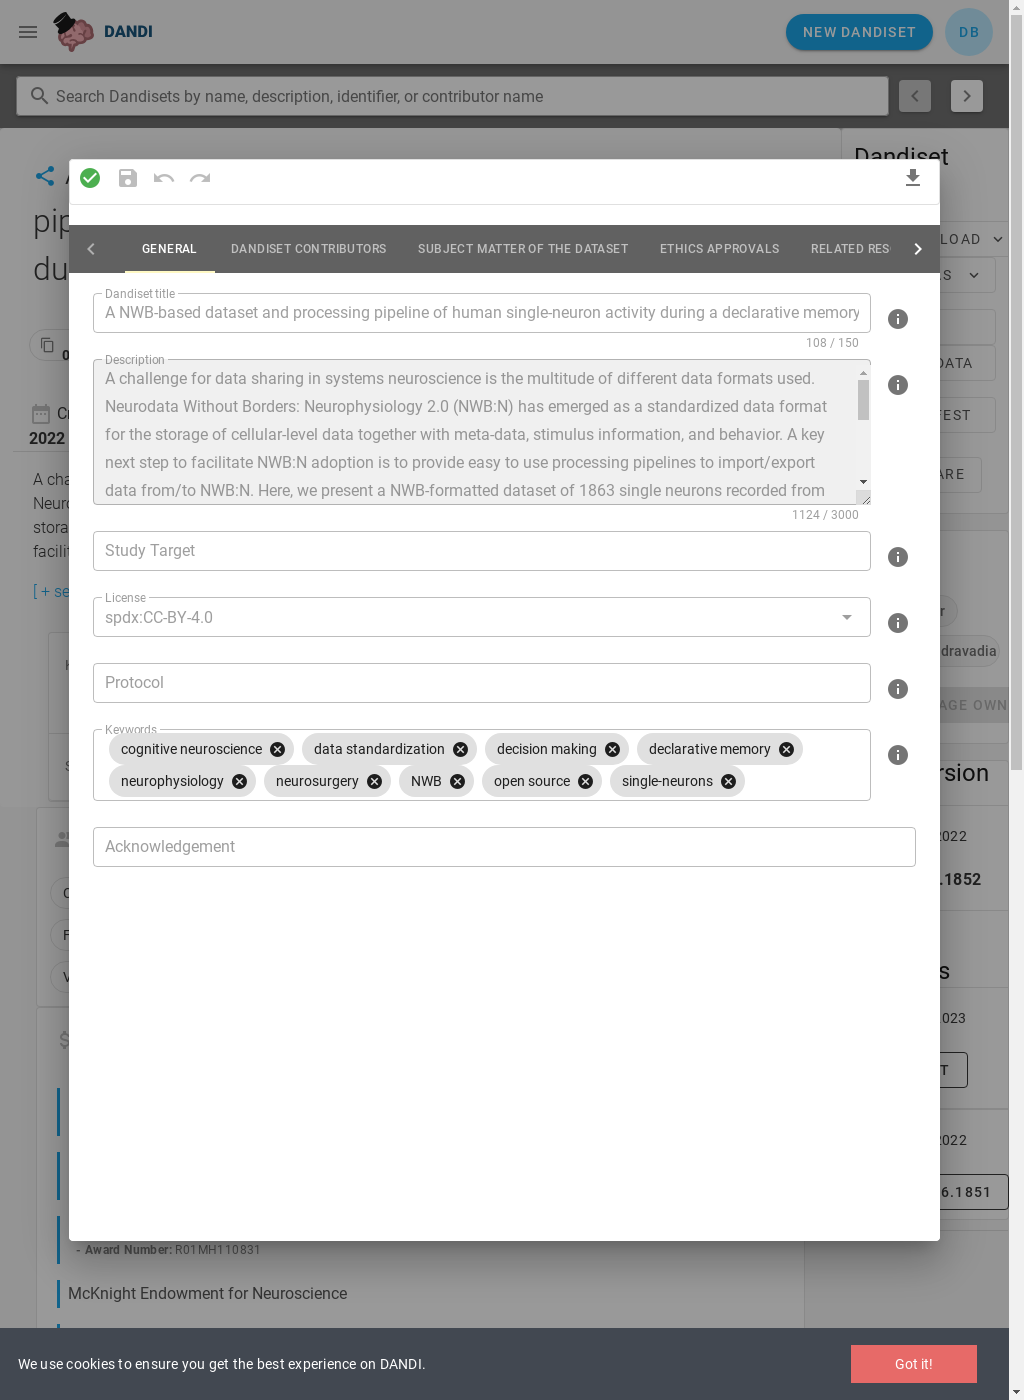 DANDI
NEW DANDISET
DB
Search Dandisets by name, description, identifier, or contributor name
Dandiset
GENERAL
DANDISET CONTRIBUTORS
SUBJECT MATTER OF THE DATASET
ETHICS APPROVALS
RELATED RES
LOAD
Dandiset title
A NWB-based dataset and processing pipeline of human single-neuron activity during a declarative memory
108 / 150
Description
A challenge for data sharing in systems neuroscience is the multitude of different data formats used.
Neurodata Without Borders: Neurophysiology 2.0 (NWB:N) has emerged as a standardized data format
for the storage of cellular-level data together with meta-data, stimulus information, and behavior. A key
next step to facilitate NWB:N adoption is to provide easy to use processing pipelines to import/export
data from/to NWB:N. Here, we present a NWB-formatted dataset of 1863 single neurons recorded from
1124 / 3000
2022
A cha
Neuro
stora
facilit
[ + se
DATA
ARE
Study Target
License
spdx:CC-BY-4.0
Protocol
dravadia
AGE OWN
Keywords
cognitive neuroscience
data standardization
decision making
declarative memory
neurophysiology
neurosurgery
NWB
open source
single-neurons
rsion
2022
.1852
Acknowledgement
s
2023
T
2022
6.1851
- Award Number: R01MH110831
McKnight Endowment for Neuroscience
We use cookies to ensure you get the best experience on DANDI.
Got it!